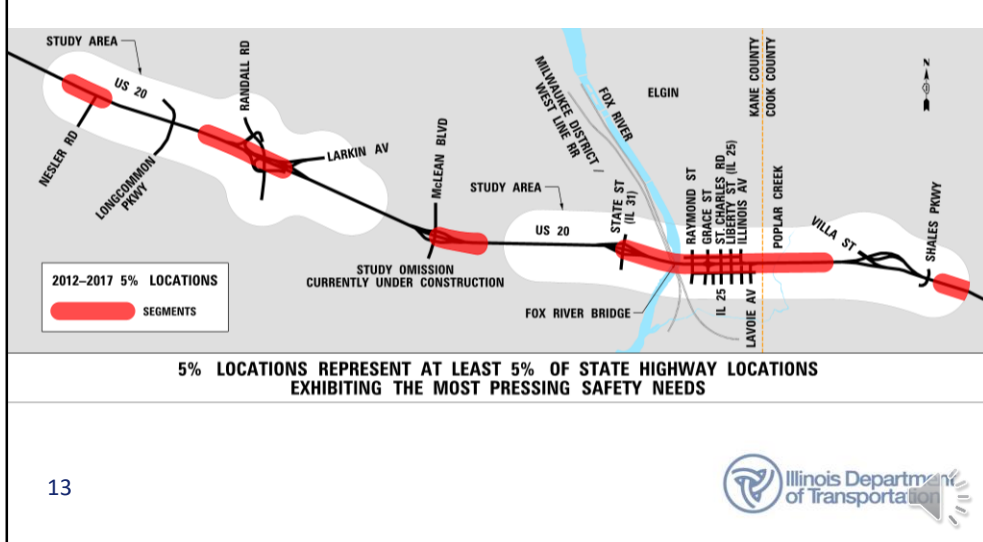 STUDY AREA
US 20
NESLER RD
LONGCOMMON
PKWY
RANDALL RD
LARKIN AV
McLEAN BLVD
STUDY OMISSION
CURRENTLY UNDER CONSTRUCTION
STUDY AREA
US 20
STATE ST
(IL 31)
MILWAUKEE DISTRICT
WEST LINE RR
FOX RIVER
ELGIN
FOX RIVER BRIDGE
RAYMOND ST
GRACE ST
ST. CHARLES RD
LIBERTY ST (IL 25)
ILLINOIS AV
IL 25
LAVOIE AV
KANE COUNTY
COOK COUNTY
POPLAR CREEK
VILLA ST
SHALES PKWY
N
2012–2017 5% LOCATIONS
SEGMENTS
5% LOCATIONS REPRESENT AT LEAST 5% OF STATE HIGHWAY LOCATIONS
EXHIBITING THE MOST PRESSING SAFETY NEEDS
13
Illinois Department
of Transportation